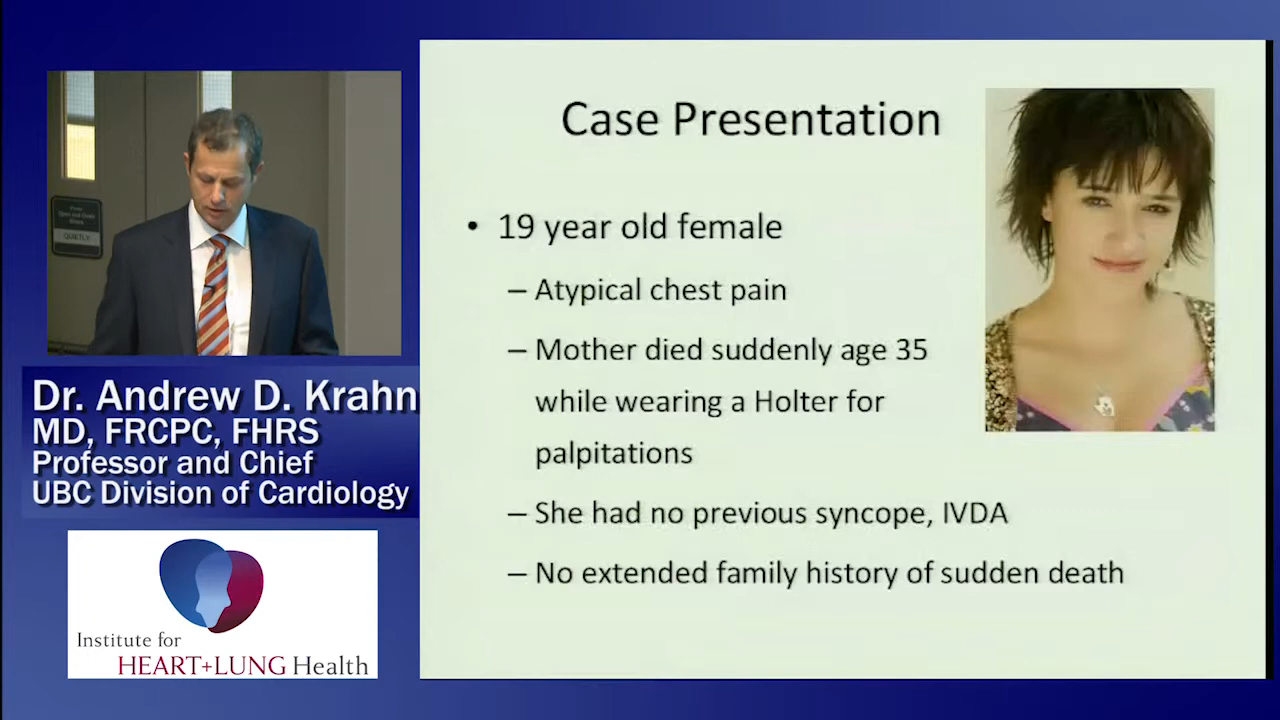 Case Presentation
• 19 year old female
– Atypical chest pain
– Mother died suddenly age 35
while wearing a Holter for
palpitations
– She had no previous syncope, IVDA
– No extended family history of sudden death
QUIETLY
Dr. Andrew D. Krahn
MD, FRCPC, FHRS
Professor and Chief
UBC Division of Cardiology
Institute for
HEART+LUNG Health